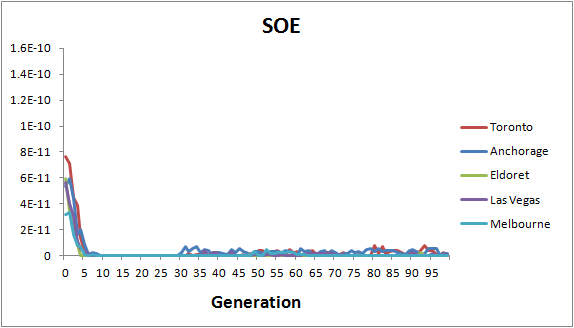 SOE
1.6E-10
1.4E-10
1.2E-10
1E-10
8E-11
6E-11
4E-11
2E-11
0
0 5 10 15 20 25 30 35 40 45 50 55 60 65 70 75 80 85 90 95
Generation
Toronto
Anchorage
Eldoret
Las Vegas
Melbourne